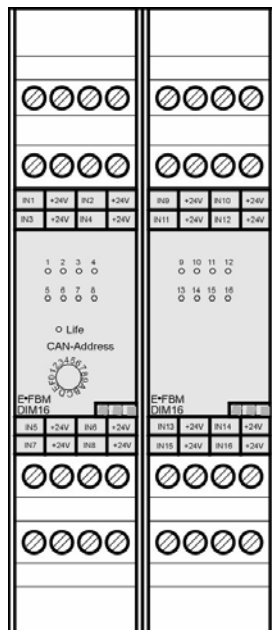 IN1 +24V IN2 +24V
IN3 +24V IN4 +24V
1 2 3 4
5 6 7 8
Life
CAN-Address
0123456789ABCDEF
E•FBM
DIM16
IN5 +24V IN6 +24V
IN7 +24V IN8 +24V
IN9 +24V IN10 +24V
IN11 +24V IN12 +24V
9 10 11 12
13 14 15 16
E•FBM
DIM16
IN13 +24V IN14 +24V
IN15 +24V IN16 +24V